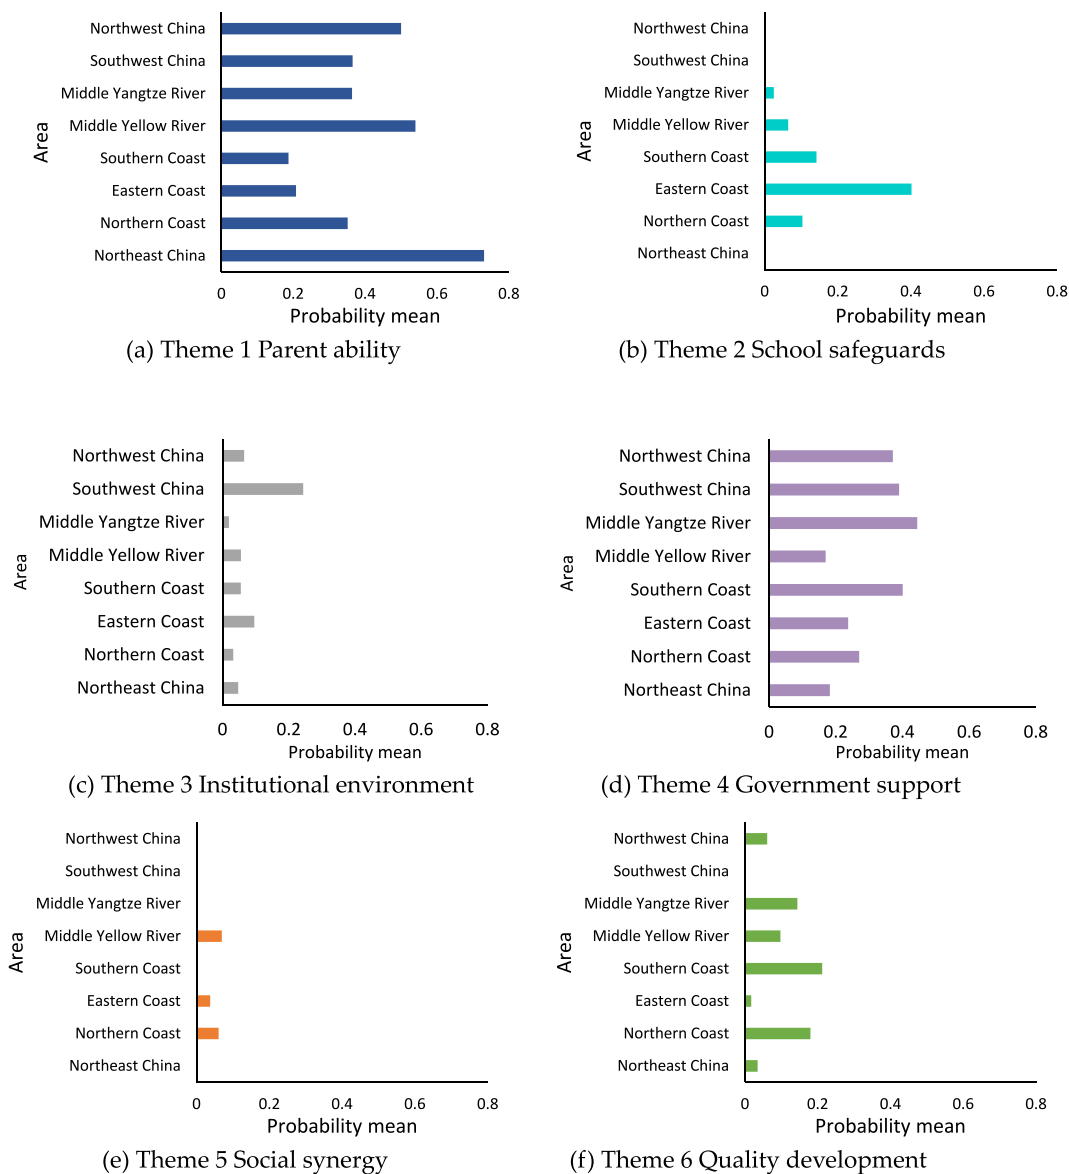 Northwest China
Southwest China
Middle Yangtze River
Middle Yellow River
Southern Coast
Eastern Coast
Northern Coast
Northeast China
Area
0 0.2 0.4 0.6 0.8
Probability mean
(a) Theme 1 Parent ability
Northwest China
Southwest China
Middle Yangtze River
Middle Yellow River
Southern Coast
Eastern Coast
Northern Coast
Northeast China
Area
0 0.2 0.4 0.6 0.8
Probability mean
(b) Theme 2 School safeguards
Northwest China
Southwest China
Middle Yangtze River
Middle Yellow River
Southern Coast
Eastern Coast
Northern Coast
Northeast China
Area
0 0.2 0.4 0.6 0.8
Probability mean
(c) Theme 3 Institutional environment
Northwest China
Southwest China
Middle Yangtze River
Middle Yellow River
Southern Coast
Eastern Coast
Northern Coast
Northeast China
Area
0 0.2 0.4 0.6 0.8
Probability mean
(d) Theme 4 Government support
Northwest China
Southwest China
Middle Yangtze River
Middle Yellow River
Southern Coast
Eastern Coast
Northern Coast
Northeast China
Area
0 0.2 0.4 0.6 0.8
Probability mean
(e) Theme 5 Social synergy
Northwest China
Southwest China
Middle Yangtze River
Middle Yellow River
Southern Coast
Eastern Coast
Northern Coast
Northeast China
Area
0 0.2 0.4 0.6 0.8
Probability mean
(f) Theme 6 Quality development